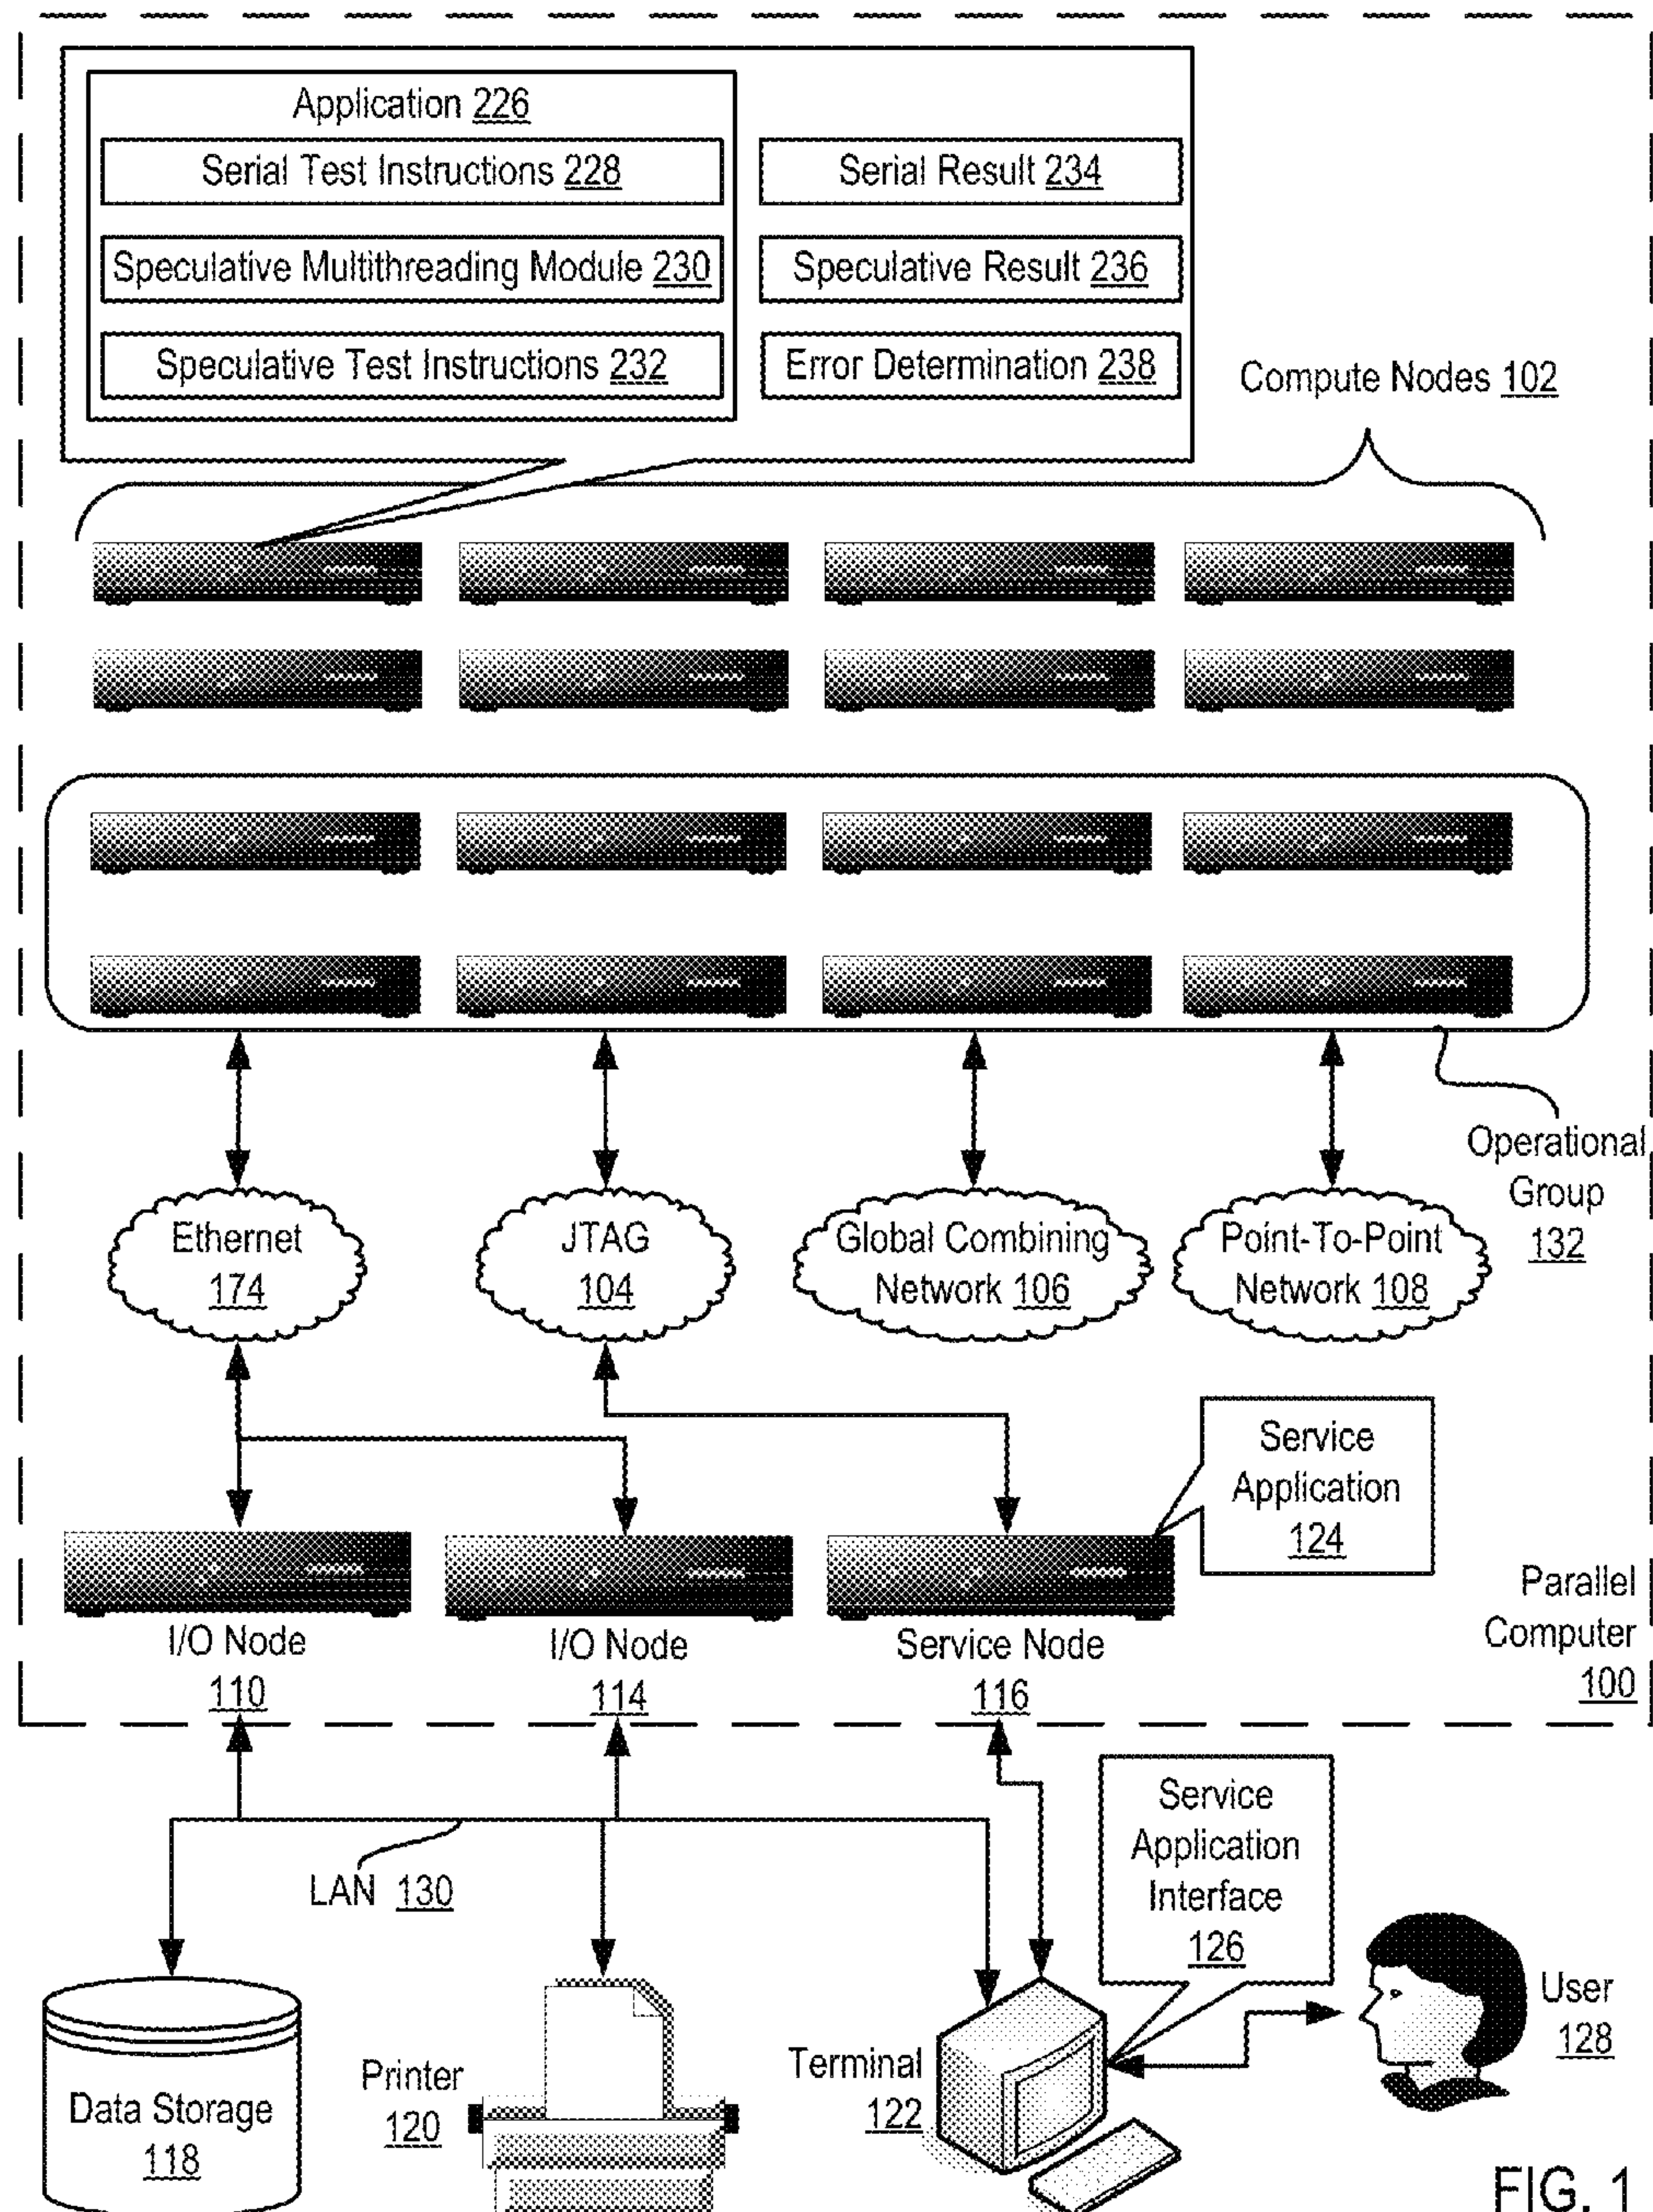 Application 226
Serial Test Instructions 228
Serial Result 234
Speculative Multithreading Module 230
Speculative Result 236
Speculative Test Instructions 232
Error Determination 238
Compute Nodes 102
Operational
Group
132
Ethernet
174
JTAG
104
Global Combining
Network 106
Point-To-Point
Network 108
Service
Application
124
I/O Node
110
I/O Node
114
Service Node
116
Parallel
Computer
100
LAN 130
Service
Application
Interface
126
Data Storage
118
Printer
120
Terminal
122
User
128
FIG. 1